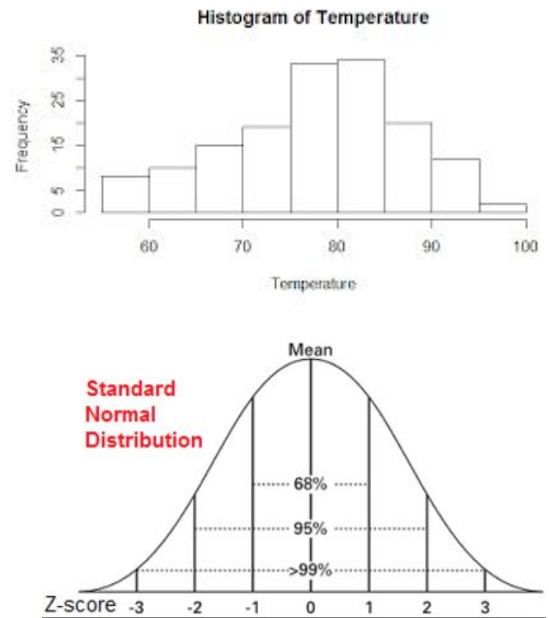 Histogram of Temperature
35
25
15
5
0
Frequency
60 70 80 90 100
Temperature
Mean
Standard
Normal
Distribution
68%
95%
>99%
Z-score -3 -2 -1 0 1 2 3